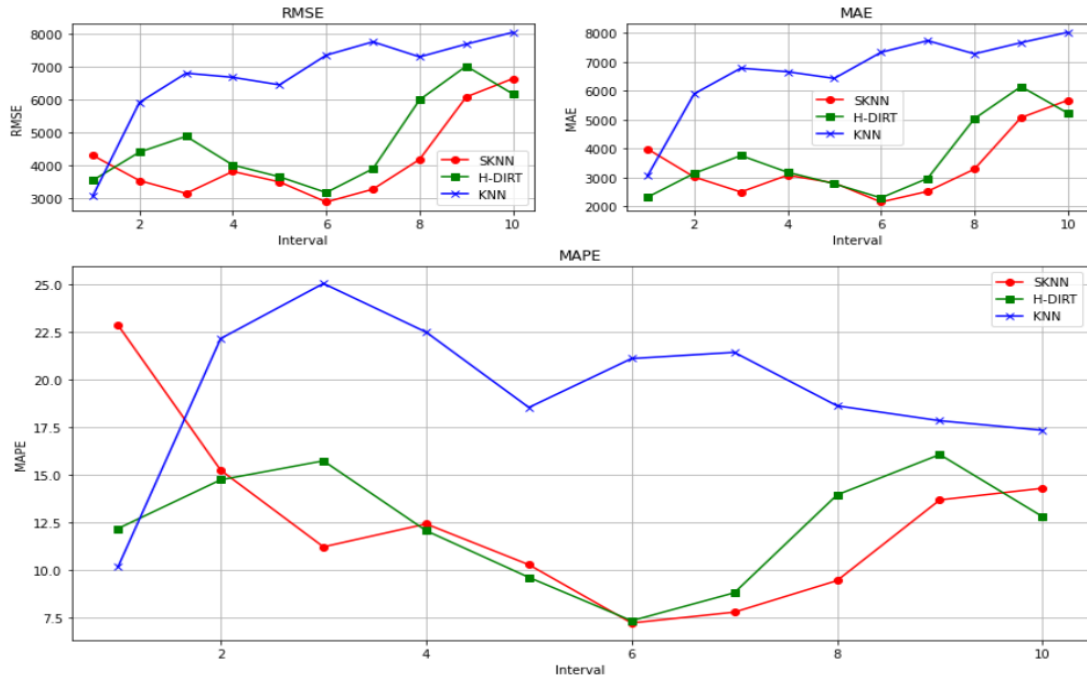 RMSE
8000
7000
6000
5000
4000
3000
RMSE
2 4 6 8 10
Interval
SKNN
H-DIRT
KNN
MAE
8000
7000
6000
5000
4000
3000
2000
MAE
2 4 6 8 10
Interval
SKNN
H-DIRT
KNN
MAPE
25.0
22.5
20.0
17.5
15.0
12.5
10.0
7.5
MAPE
2 4 6 8 10
Interval
SKNN
H-DIRT
KNN